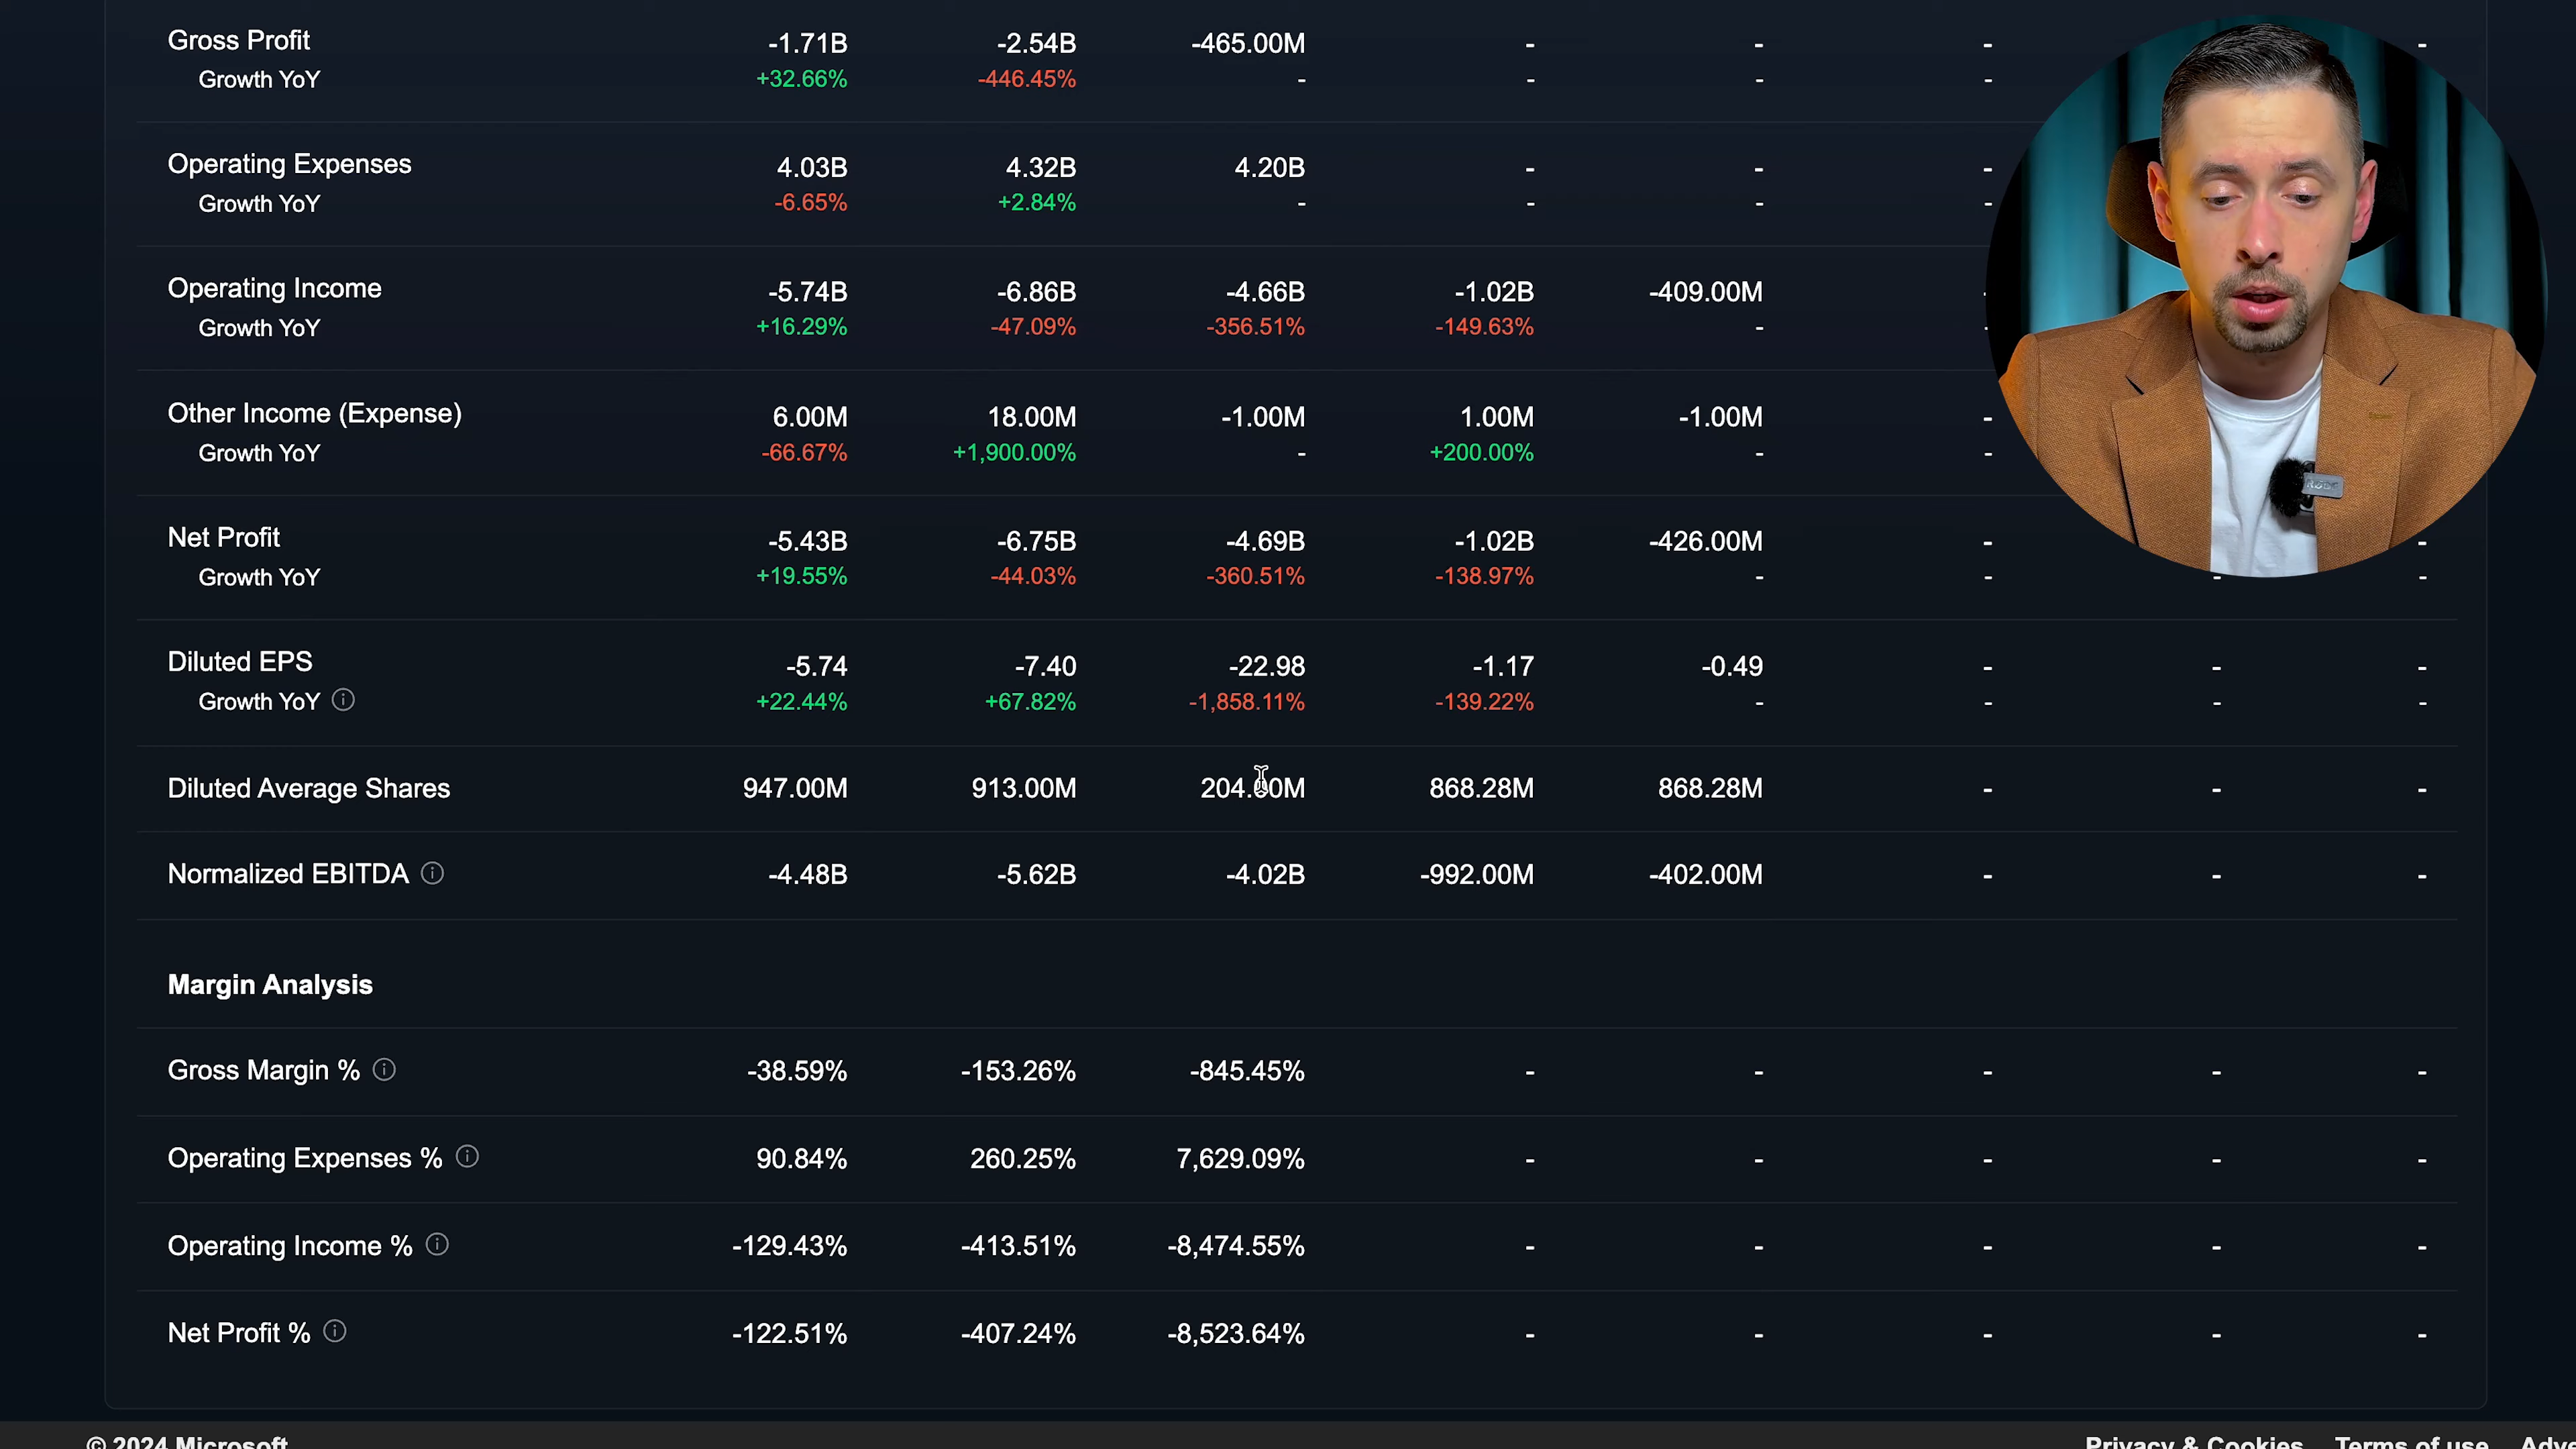 Gross Profit -1.71B -2.54B -465.00M - - - -
Growth YoY +32.66% -446.45% - - - - -
Operating Expenses 4.03B 4.32B 4.20B - - -
Growth YoY -6.65% +2.84% - - - -
Operating Income -5.74B -6.86B -4.66B -1.02B -409.00M
Growth YoY +16.29% -47.09% -356.51% -149.63% -
Other Income (Expense) 6.00M 18.00M -1.00M 1.00M -1.00M -
Growth YoY -66.67% +1,900.00% - +200.00% - -
Net Profit -5.43B -6.75B -4.69B -1.02B -426.00M - -
Growth YoY +19.55% -44.03% -360.51% -138.97% - - - -
Diluted EPS -5.74 -7.40 -22.98 -1.17 -0.49 - - -
Growth YoY +22.44% +67.82% -1,858.11% -139.22% - - - -
Diluted Average Shares 947.00M 913.00M 204.00M 868.28M 868.28M - - -
Normalized EBITDA -4.48B -5.62B -4.02B -992.00M -402.00M - - -
Margin Analysis
Gross Margin % -38.59% -153.26% -845.45% - - - - -
Operating Expenses % 90.84% 260.25% 7,629.09% - - - - -
Operating Income % -129.43% -413.51% -8,474.55% - - - - -
Net Profit % -122.51% -407.24% -8,523.64% - - - - -
© 2024 Microsoft Privacy & Cookies Terms of use